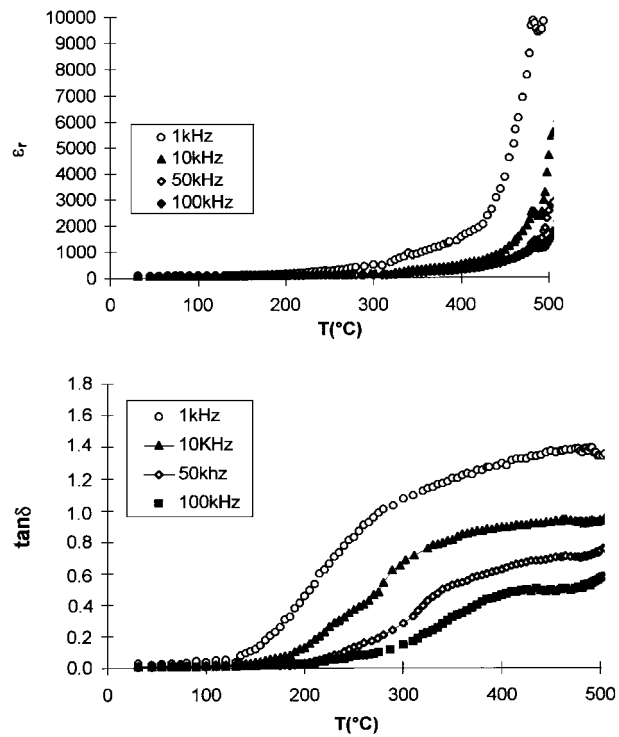 10000
9000
8000
7000
6000
5000
4000
3000
2000
1000
0
εr
1kHz
10kHz
50kHz
100kHz
0 100 200 300 400 500
T(°C)
1.8
1.6
1.4
1.2
1.0
0.8
0.6
0.4
0.2
0.0
tanδ
1kHz
10KHz
50khz
100kHz
0 100 200 300 400 500
T(°C)